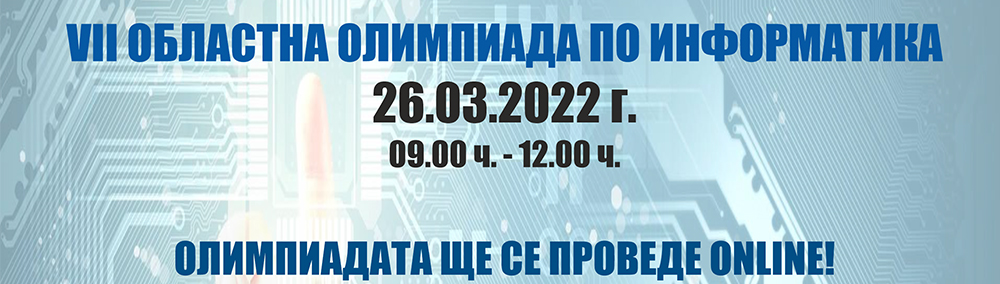 VII ОБЛАСТНА ОЛИМПИАДА ПО ИНФОРМАТИКА
26.03.2022 г.
09.00 ч. - 12.00 ч.
ОЛИМПИАДАТА ЩЕ СЕ ПРОВЕДЕ ONLINE!